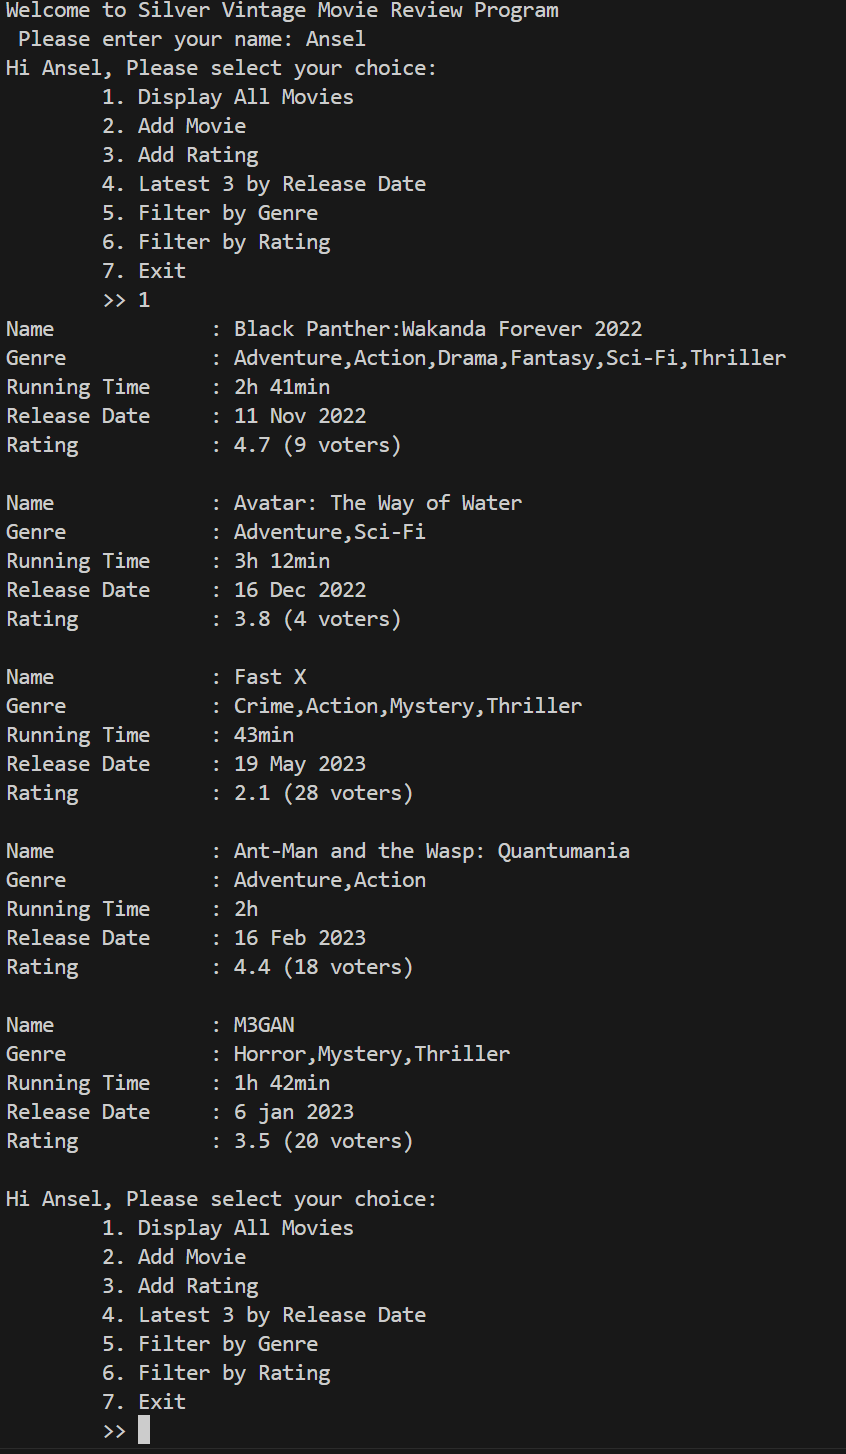 Welcome to Silver Vintage Movie Review Program
Please enter your name: Ansel
Hi Ansel, Please select your choice:
1. Display All Movies
2. Add Movie
3. Add Rating
4. Latest 3 by Release Date
5. Filter by Genre
6. Filter by Rating
7. Exit
>> 1
Name : Black Panther:Wakanda Forever 2022
Genre : Adventure,Action,Drama,Fantasy,Sci-Fi,Thriller
Running Time : 2h 41min
Release Date : 11 Nov 2022
Rating : 4.7 (9 voters)
Name : Avatar: The Way of Water
Genre : Adventure,Sci-Fi
Running Time : 3h 12min
Release Date : 16 Dec 2022
Rating : 3.8 (4 voters)
Name : Fast X
Genre : Crime,Action,Mystery,Thriller
Running Time : 43min
Release Date : 19 May 2023
Rating : 2.1 (28 voters)
Name : Ant-Man and the Wasp: Quantumania
Genre : Adventure,Action
Running Time : 2h
Release Date : 16 Feb 2023
Rating : 4.4 (18 voters)
Name : M3GAN
Genre : Horror,Mystery,Thriller
Running Time : 1h 42min
Release Date : 6 jan 2023
Rating : 3.5 (20 voters)
Hi Ansel, Please select your choice:
1. Display All Movies
2. Add Movie
3. Add Rating
4. Latest 3 by Release Date
5. Filter by Genre
6. Filter by Rating
7. Exit
>>